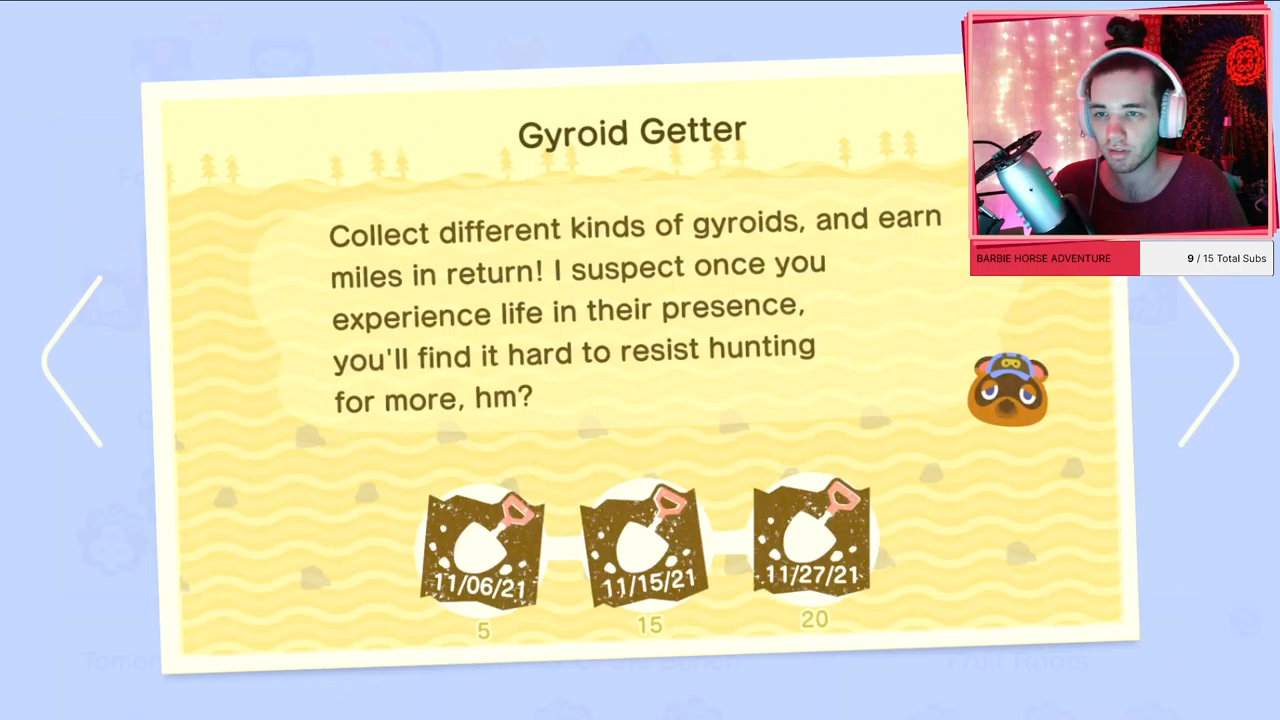 Gyroid Getter
Collect different kinds of gyroids, and earn
miles in return! I suspect once you
experience life in their presence,
you'll find it hard to resist hunting
for more, hm?
BARBIE HORSE ADVENTURE
9 / 15 Total Subs
11/06/21
11/15/21
11/27/21
5
15
20
Fruit Roots